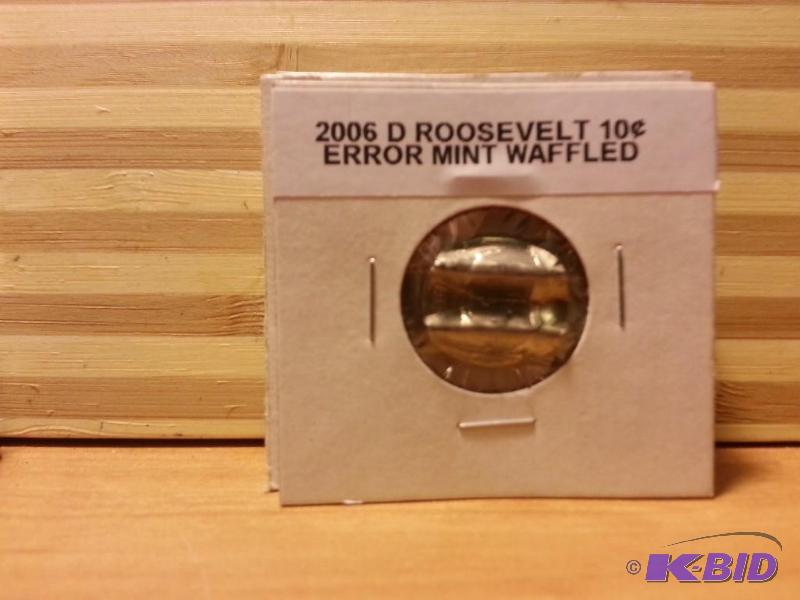 2006 D ROOSEVELT 10¢
ERROR MINT WAFFLED
© K-BID